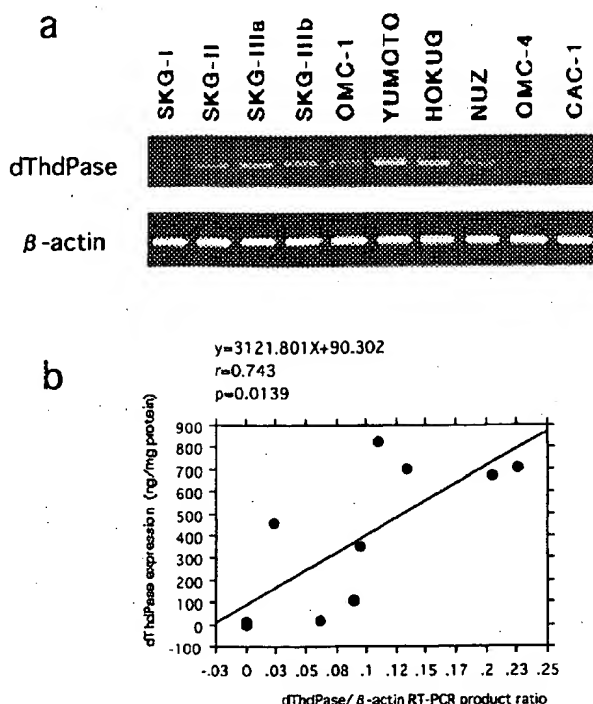 a
SKG-I
SKG-II
SKG-IIIa
SKG-IIIb
OMC-1
YUMOTO
HOKUG
NUZ
OMC-4
CAC-1
dThdPase
β-actin
b
y=3121.801X+90.302
r=0.743
p=0.0139
dThdPase expression (ng/mg protein)
900
800
700
600
500
400
300
200
100
0
-100
-.03 0 .03 .05 .08 .1 .12 .15 .17 .2 .23 .25
dThdPase/ β-actin RT-PCR product ratio